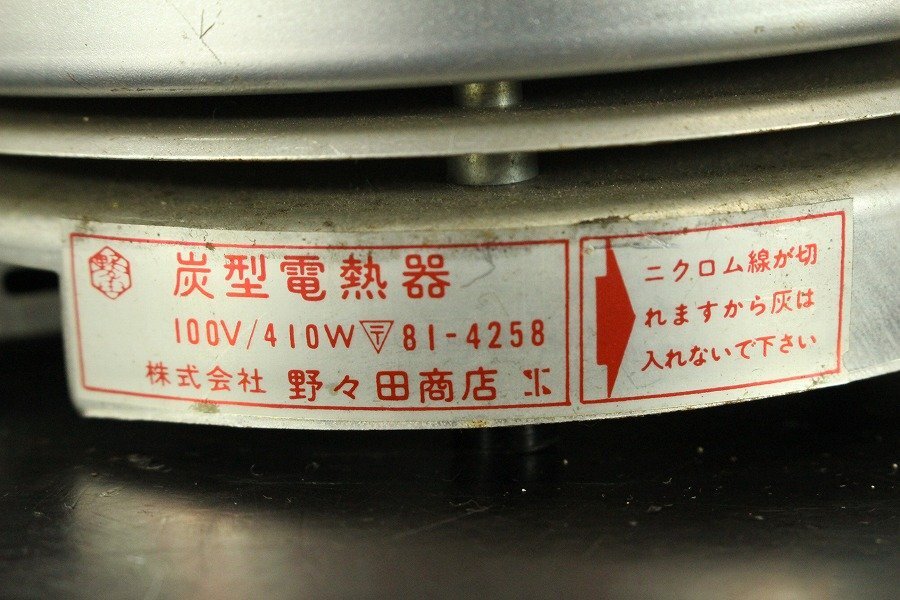 炭型電熱器
100V/410W 〒 81-4258
株式会社 野々田商店
ニクロム線が切
れますから灰は
入れないで下さい